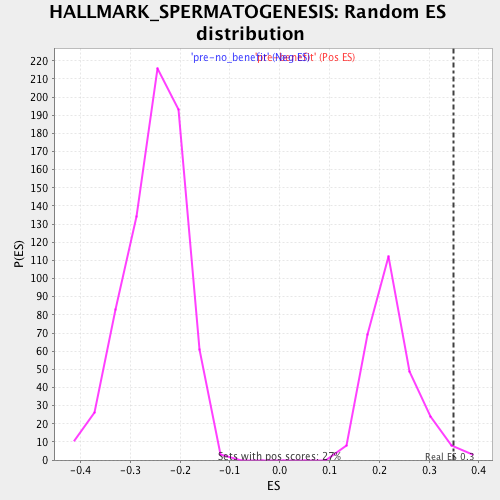 HALLMARK_SPERMATOGENESIS: Random ES
distribution
'pre-no_benefit' (Neg ES) 'pre-benefit' (Pos ES)
220
210
200
190
180
170
160
150
140
130
120
110
100
90
80
70
60
50
40
30
20
10
0
P(ES)
Sets with pos scores: 27%
Real ES 0.3
-0.4 -0.3 -0.2 -0.1 0.0 0.1 0.2 0.3 0.4
ES